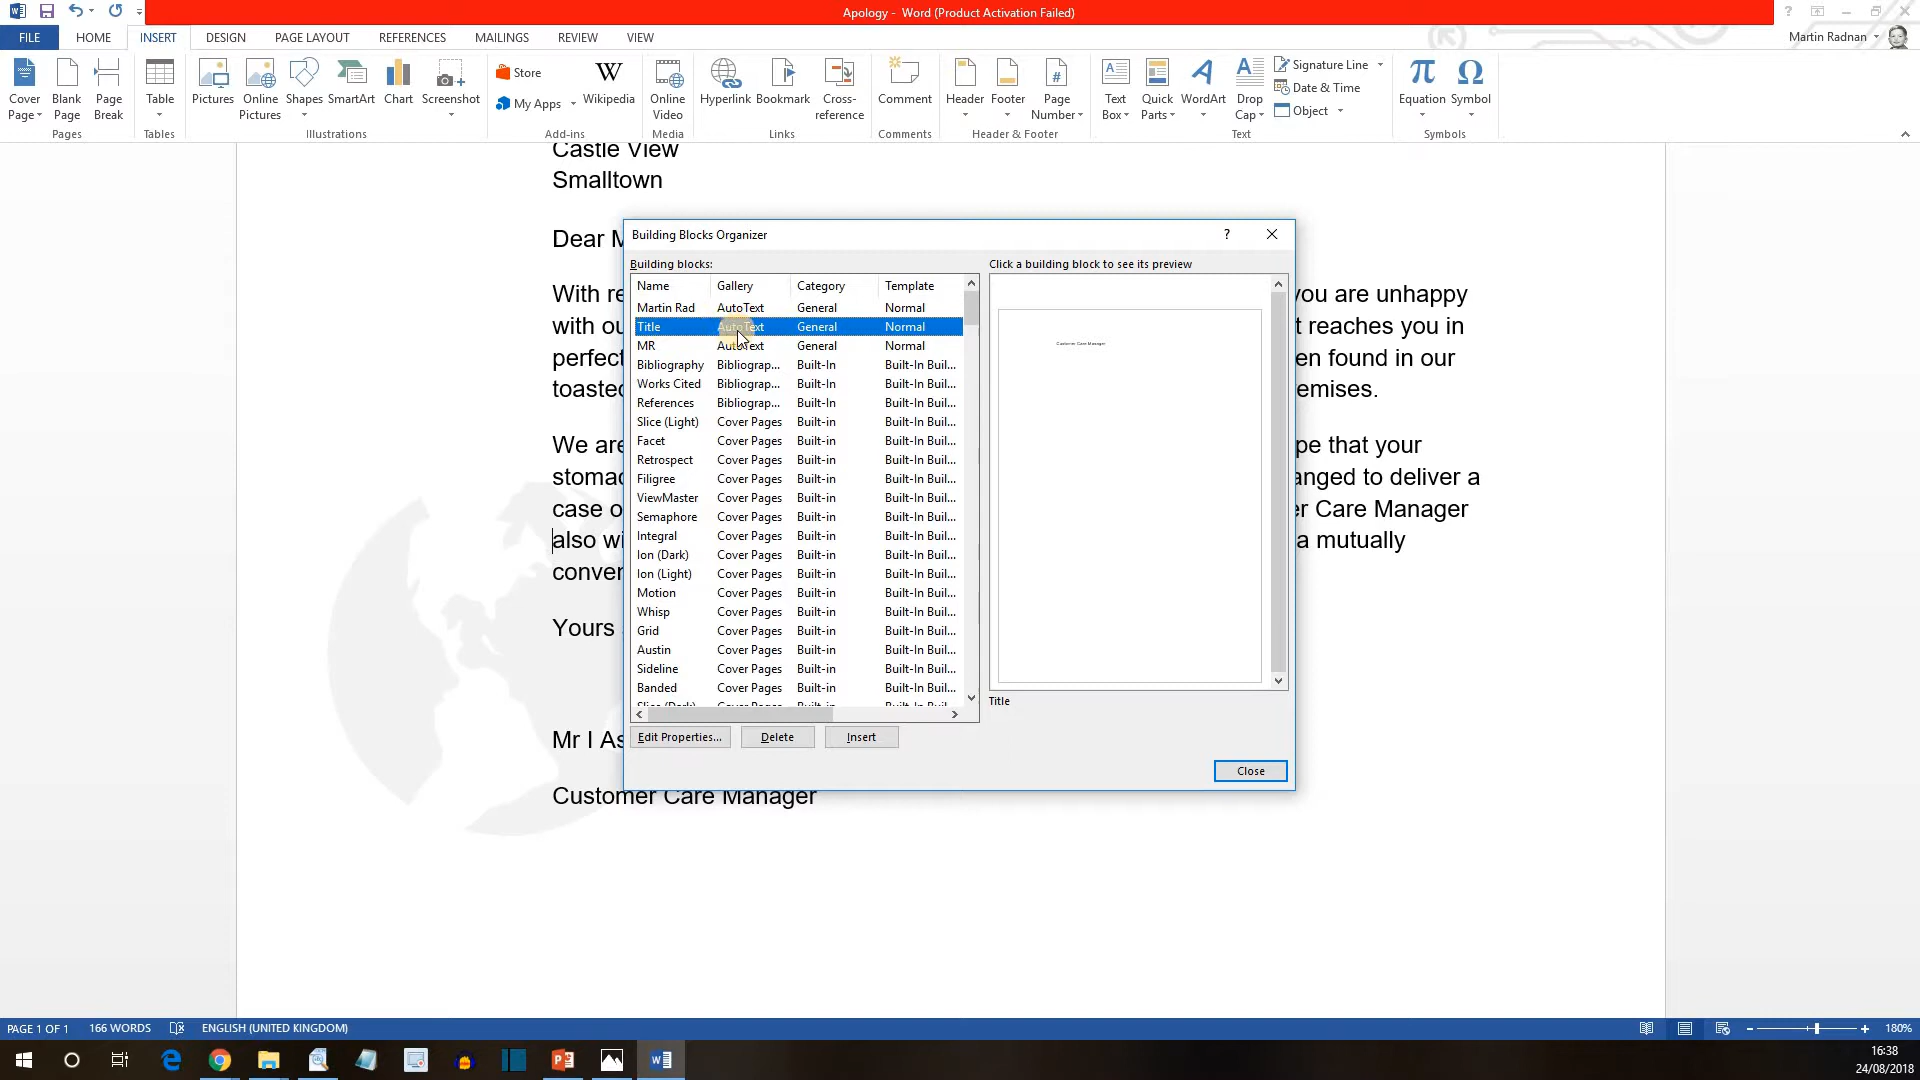 Apology - Word (Product Activation Failed)
FILE HOME INSERT DESIGN PAGE LAYOUT REFERENCES MAILINGS REVIEW VIEW Martin Radnan
Cover Page Blank Page Page Break Table Pictures Online Pictures Shapes SmartArt Chart Screenshot Store My Apps Wikipedia Online Video Hyperlink Bookmark Cross-reference Comment Header Footer Page Number Text Box Quick Parts WordArt Drop Cap Signature Line Date & Time Object Equation Symbol
Pages Tables Illustrations Add-ins Media Links Comments Header & Footer Text Symbols
Castle View
Smalltown
Dear
With you are unhappy
with reaches you in
perfect found in our
toasted
We are that your
to deliver a
case Care Manager
also a mutually
Yours
Mr I
Customer Care Manager
Building Blocks Organizer
Building blocks:
Click a building block to see its preview
Name Gallery Category Template
Martin Rad AutoText General Normal
Title AutoText General Normal
MR AutoText General Normal
Bibliography Bibliograp... Built-In Built-In Buil...
Works Cited Bibliograp... Built-In Built-In Buil...
References Bibliograp... Built-In Built-In Buil...
Slice (Light) Cover Pages Built-in Built-In Buil...
Facet Cover Pages Built-in Built-In Buil...
Retrospect Cover Pages Built-in Built-In Buil...
Filigree Cover Pages Built-in Built-In Buil...
ViewMaster Cover Pages Built-in Built-In Buil...
Semaphore Cover Pages Built-in Built-In Buil...
Integral Cover Pages Built-in Built-In Buil...
Ion (Dark) Cover Pages Built-in Built-In Buil...
Ion (Light) Cover Pages Built-in Built-In Buil...
Motion Cover Pages Built-in Built-In Buil...
Whisp Cover Pages Built-in Built-In Buil...
Grid Cover Pages Built-in Built-In Buil...
Austin Cover Pages Built-in Built-In Buil...
Sideline Cover Pages Built-in Built-In Buil...
Banded Cover Pages Built-in Built-In Buil...
Slice (Dark) Cover Pages Built-in Built-In Buil...
Customer Care Manager
Title
Edit Properties... Delete Insert
Close
PAGE 1 OF 1 166 WORDS ENGLISH (UNITED KINGDOM) 180%
16:38
24/08/2018